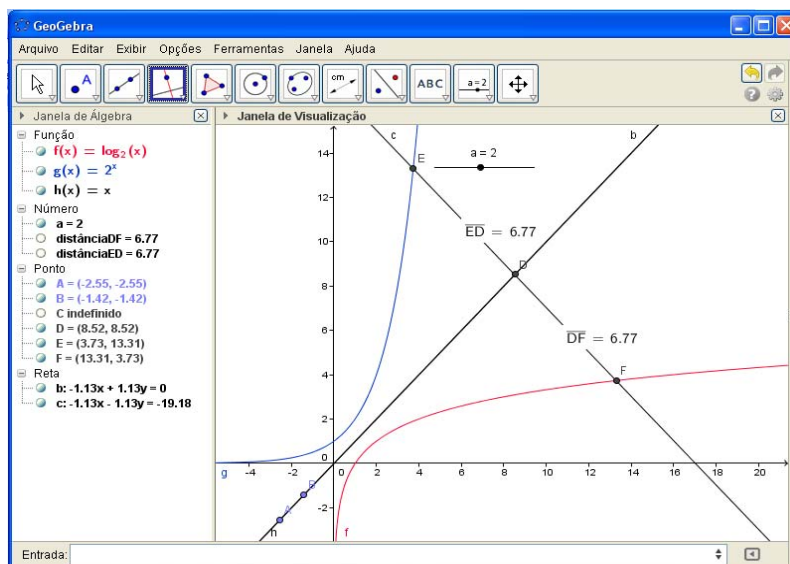 GeoGebra
Arquivo Editar Exibir Opções Ferramentas Janela Ajuda
A cm ABC a=2
Janela de Álgebra
Função
f(x) = log₂(x)
g(x) = 2ˣ
h(x) = x
Número
a = 2
distânciaDF = 6.77
distânciaED = 6.77
Ponto
A = (-2.55, -2.55)
B = (-1.42, -1.42)
C indefinido
D = (8.52, 8.52)
E = (3.73, 13.31)
F = (13.31, 3.73)
Reta
b: -1.13x + 1.13y = 0
c: -1.13x - 1.13y = -19.18
Janela de Visualização
c b
14
E a = 2
12
ED = 6.77
10
D
8
6
DF = 6.77
F
4
2
0
g -4 -2 0 2 4 6 8 10 12 14 16 18 20
B
-2 A
h f
Entrada: